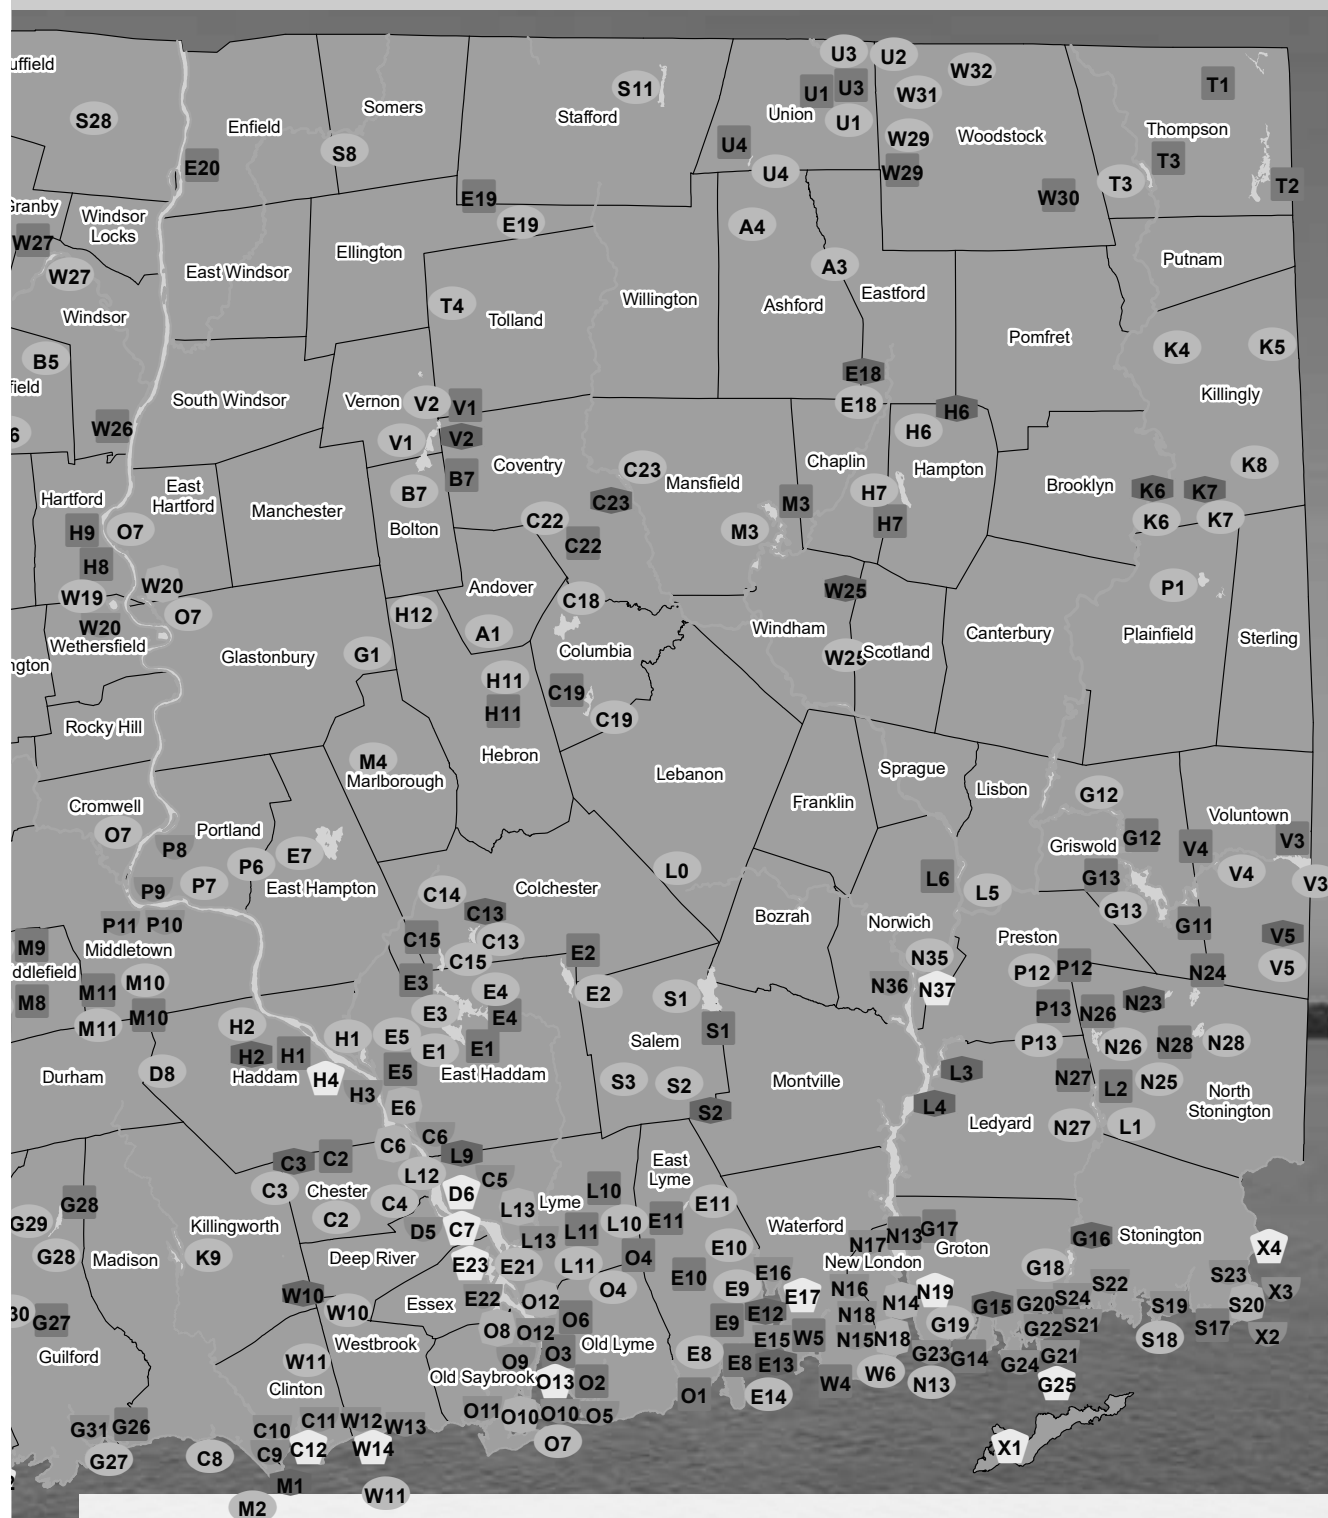 U3
U2
uffield
W32
S11
T1
U1
U3
W31
Somers
Stafford
Union
S28
U1
Enfield
W29
Woodstock
Thompson
U4
S8
E20
T3
U4
W29
T3
T2
E19
W30
Granby
Windsor
Locks
E19
A4
W27
Ellington
Putnam
W27
East Windsor
A3
Eastford
Willington
T4
Ashford
Windsor
Tolland
Pomfret
B5
K4
K5
E18
field
Killingly
South Windsor
Vernon
V2
V1
E18
H6
6
W26
V1
V2
H6
Chaplin
K8
Coventry
C23
Hampton
B7
Mansfield
Brooklyn
East
Hartford
Hartford
B7
H7
K6
K7
C23
M3
Manchester
C22
H7
K6
K7
H9
O7
Bolton
M3
C22
H8
W20
Andover
P1
W25
W19
C18
O7
H12
W20
A1
Windham
Canterbury
Plainfield
Sterling
Wethersfield
Columbia
Scotland
W25
Glastonbury
G1
ngton
H11
C19
H11
C19
Rocky Hill
Hebron
M4
Marlborough
Lebanon
Sprague
Lisbon
G12
Franklin
Cromwell
Voluntown
O7
Portland
G12
V3
P8
Griswold
V4
P6
E7
L0
V4
L6
G13
V3
P9
P7
East Hampton
C14
Colchester
L5
C13
G13
Bozrah
P11
P10
Norwich
G11
C15
C13
Preston
V5
M9
Middletown
E2
ddlefield
C15
N35
P12
P12
N24
V5
M10
E3
M11
E4
E2
S1
N36
N37
M8
N23
M10
E3
E4
P13
N26
M11
H2
H1
E5
S1
E1
E1
Salem
P13
N26
N28
N28
H2
H1
D8
Haddam
H4
E5
East Haddam
S3
S2
Montville
L3
N27
L2
N25
Durham
H3
E6
S2
L4
North
Stonington
Ledyard
N27
L1
C6
C6
C3
C2
L9
East
Lyme
L12
C5
C3
Chester
D6
L10
G28
C4
Lyme
E11
G29
C2
L13
L10
E11
Killingworth
D5
C7
L11
Waterford
N13
G17
G16
Stonington
L13
N17
X4
G28
Madison
K9
Deep River
E23
E21
L11
O4
E10
New London
Groton
G18
E10
E16
S23
O4
E9
S22
W10
E22
O12
E17
N16
N19
S24
X3
W10
Essex
N14
G15
G20
S19
S20
30
G27
O6
E12
N18
O8
O12
E9
G19
G22
S21
S17
X2
Westbrook
Old Lyme
E15
W5
N15
N18
S18
Guilford
O3
E8
G23
G14
G21
W11
O9
E8
E13
G24
Old Saybrook
O13
O2
W6
N13
G25
Clinton
W4
O1
E14
O11
O10
O10
O5
G31
G26
C11
W12
W13
C10
O7
G27
C8
C9
C12
W14
X1
M1
W11
M2